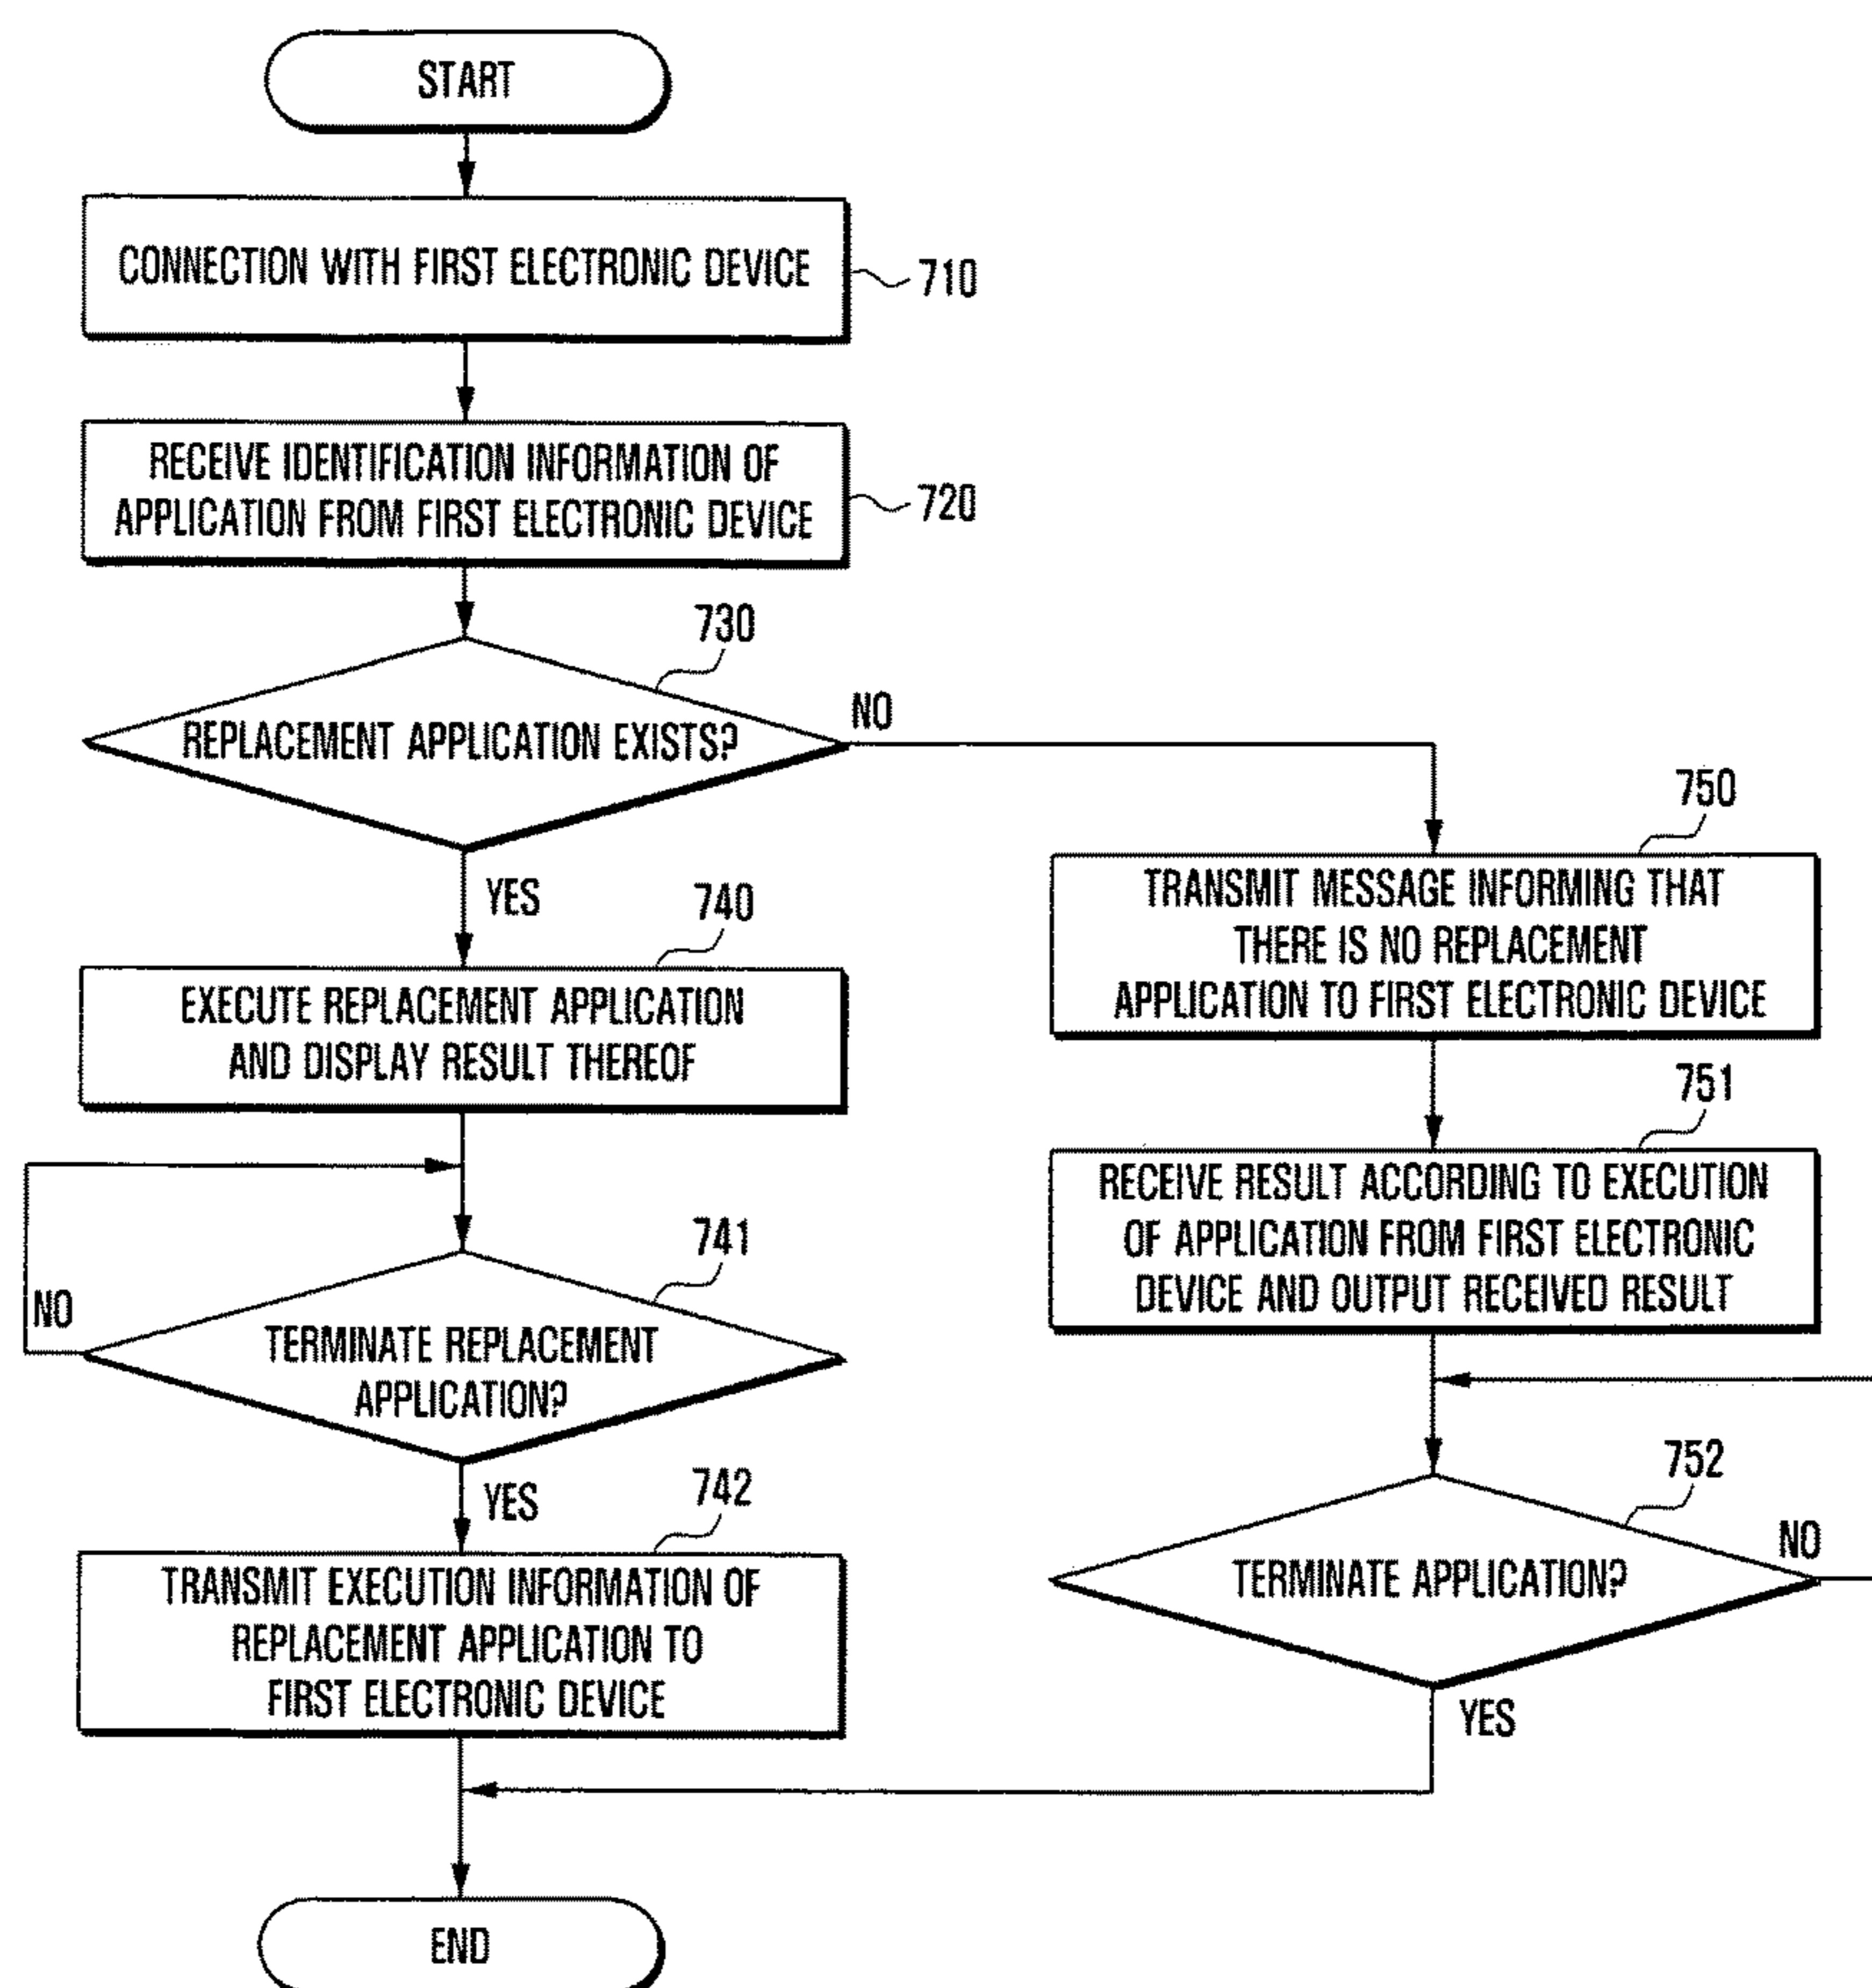 START
CONNECTION WITH FIRST ELECTRONIC DEVICE
710
RECEIVE IDENTIFICATION INFORMATION OF
APPLICATION FROM FIRST ELECTRONIC DEVICE
720
730
REPLACEMENT APPLICATION EXISTS?
NO
YES
740
EXECUTE REPLACEMENT APPLICATION
AND DISPLAY RESULT THEREOF
741
NO
TERMINATE REPLACEMENT
APPLICATION?
YES
742
TRANSMIT EXECUTION INFORMATION OF
REPLACEMENT APPLICATION TO
FIRST ELECTRONIC DEVICE
750
TRANSMIT MESSAGE INFORMING THAT
THERE IS NO REPLACEMENT
APPLICATION TO FIRST ELECTRONIC DEVICE
751
RECEIVE RESULT ACCORDING TO EXECUTION
OF APPLICATION FROM FIRST ELECTRONIC
DEVICE AND OUTPUT RECEIVED RESULT
752
NO
TERMINATE APPLICATION?
YES
END